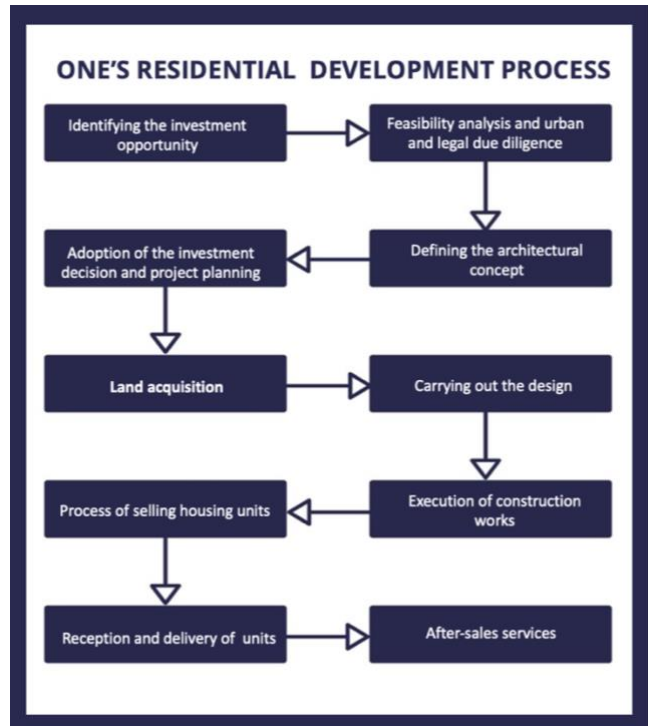 ONE'S RESIDENTIAL DEVELOPMENT PROCESS
Identifying the investment
opportunity
Feasibility analysis and urban
and legal due diligence
Defining the architectural
concept
Adoption of the investment
decision and project planning
Land acquisition
Carrying out the design
Execution of construction
works
Process of selling housing units
Reception and delivery of units
After-sales services